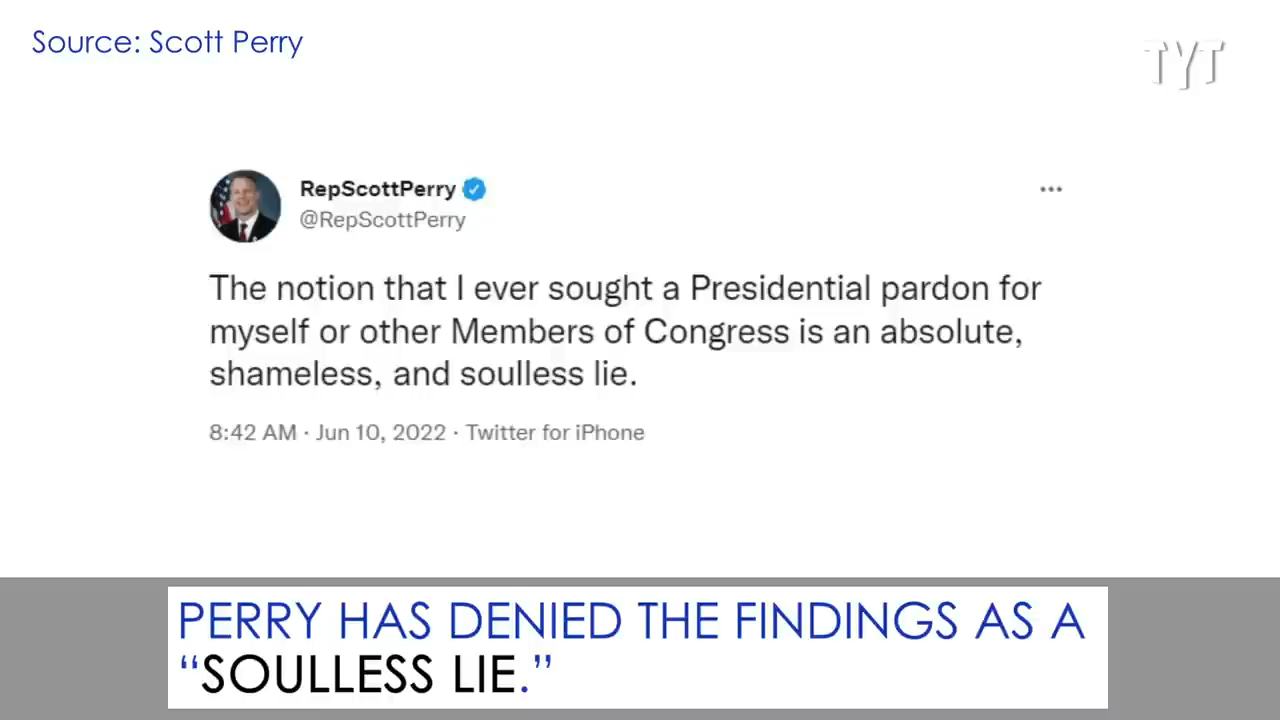 Source: Scott Perry
TYT
RepScottPerry
@RepScottPerry
The notion that I ever sought a Presidential pardon for
myself or other Members of Congress is an absolute,
shameless, and soulless lie.
8:42 AM · Jun 10, 2022 · Twitter for iPhone
PERRY HAS DENIED THE FINDINGS AS A
“SOULLESS LIE.”